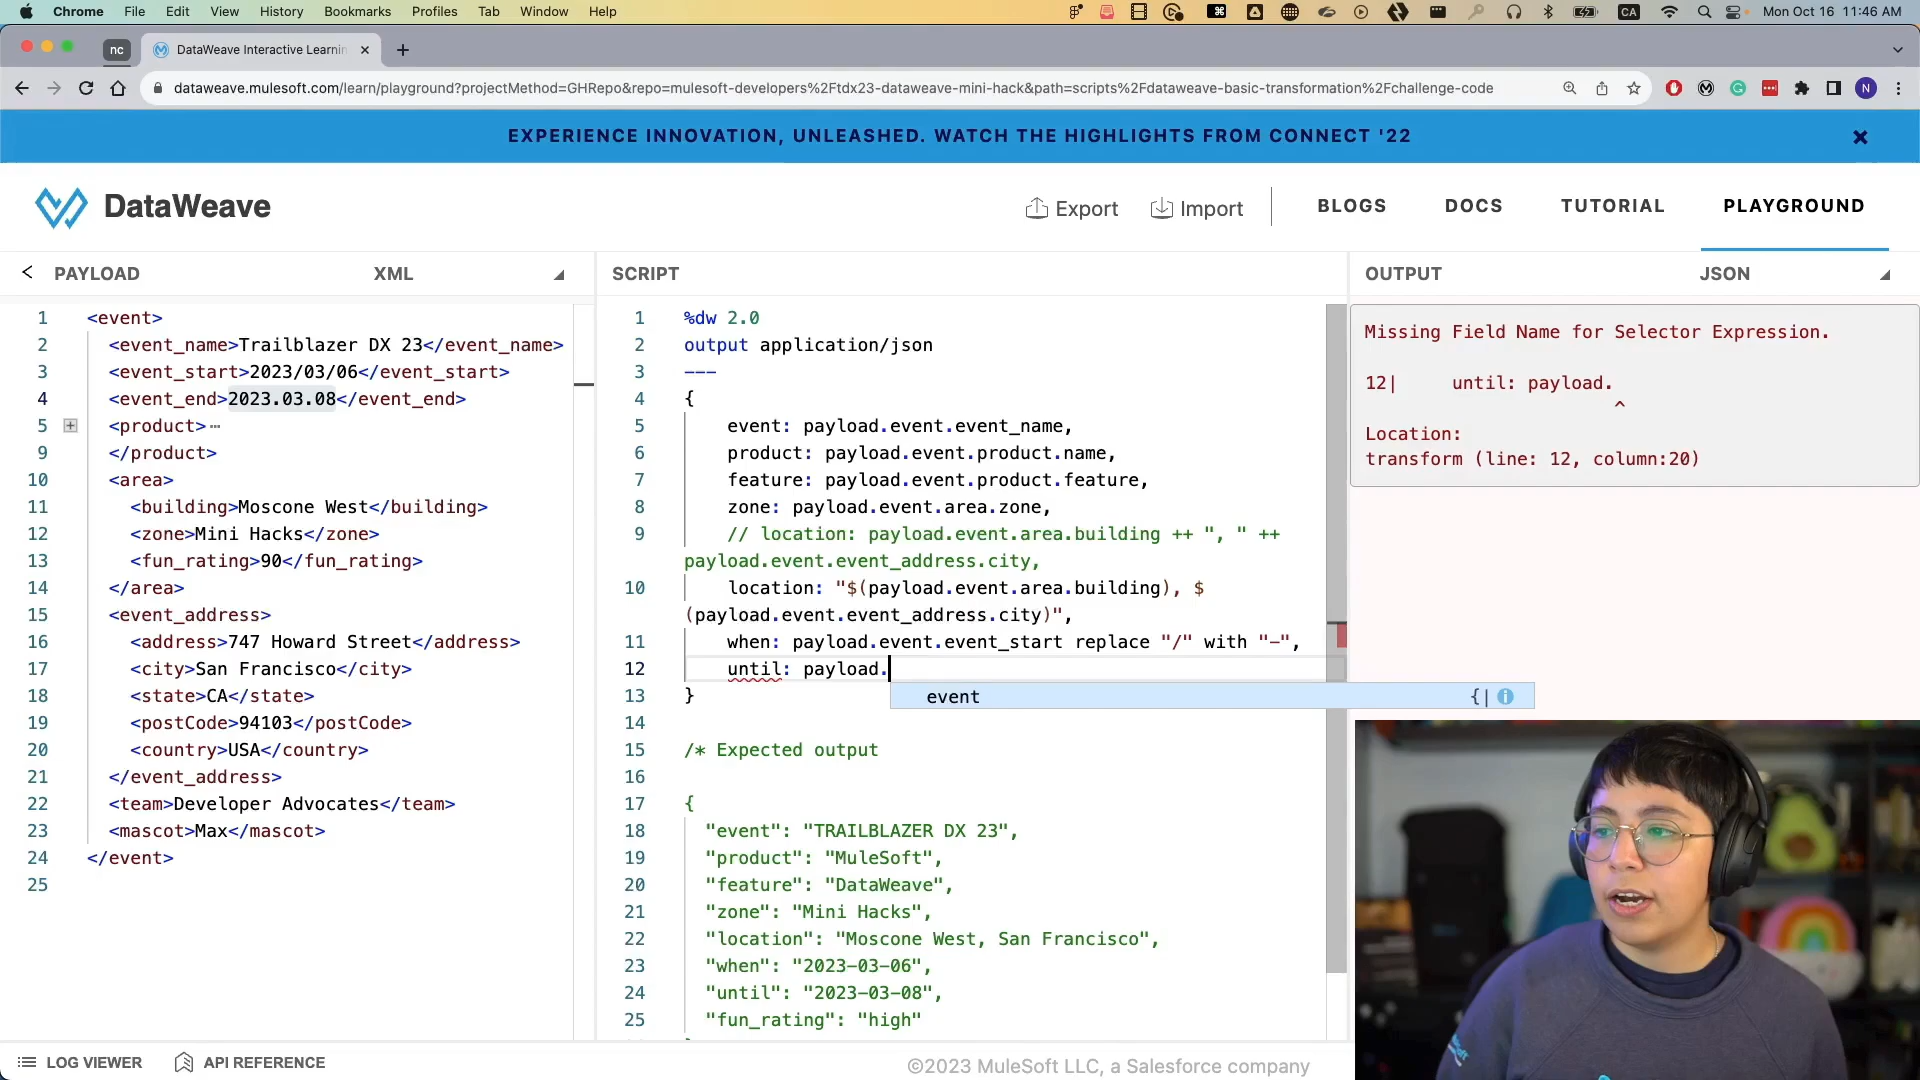 Chrome File Edit View History Bookmarks Profiles Tab Window Help CA Mon Oct 16 11:46 AM
nc DataWeave Interactive Learnin
dataweave.mulesoft.com/learn/playground?projectMethod=GHRepo&repo=mulesoft-developers%2Ftdx23-dataweave-mini-hack&path=scripts%2Fdataweave-basic-transformation%2Fchallenge-code N
EXPERIENCE INNOVATION, UNLEASHED. WATCH THE HIGHLIGHTS FROM CONNECT '22
DataWeave Export Import BLOGS DOCS TUTORIAL PLAYGROUND
PAYLOAD XML
1 <event>
2 <event_name>Trailblazer DX 23</event_name>
3 <event_start>2023/03/06</event_start>
4 <event_end>2023.03.08</event_end>
5 <product>⋯
9 </product>
10 <area>
11 <building>Moscone West</building>
12 <zone>Mini Hacks</zone>
13 <fun_rating>90</fun_rating>
14 </area>
15 <event_address>
16 <address>747 Howard Street</address>
17 <city>San Francisco</city>
18 <state>CA</state>
19 <postCode>94103</postCode>
20 <country>USA</country>
21 </event_address>
22 <team>Developer Advocates</team>
23 <mascot>Max</mascot>
24 </event>
25
SCRIPT
1 %dw 2.0
2 output application/json
3 ---
4 {
5 event: payload.event.event_name,
6 product: payload.event.product.name,
7 feature: payload.event.product.feature,
8 zone: payload.event.area.zone,
9 // location: payload.event.area.building ++ ", " ++
payload.event.event_address.city,
10 location: "$(payload.event.area.building), $
(payload.event.event_address.city)",
11 when: payload.event.event_start replace "/" with "-",
12 until: payload.
event {|
13 }
14
15 /* Expected output
16
17 {
18 "event": "TRAILBLAZER DX 23",
19 "product": "MuleSoft",
20 "feature": "DataWeave",
21 "zone": "Mini Hacks",
22 "location": "Moscone West, San Francisco",
23 "when": "2023-03-06",
24 "until": "2023-03-08",
25 "fun_rating": "high"
OUTPUT JSON
Missing Field Name for Selector Expression.
12| until: payload.
^
Location:
transform (line: 12, column:20)
LOG VIEWER API REFERENCE ©2023 MuleSoft LLC, a Salesforce company